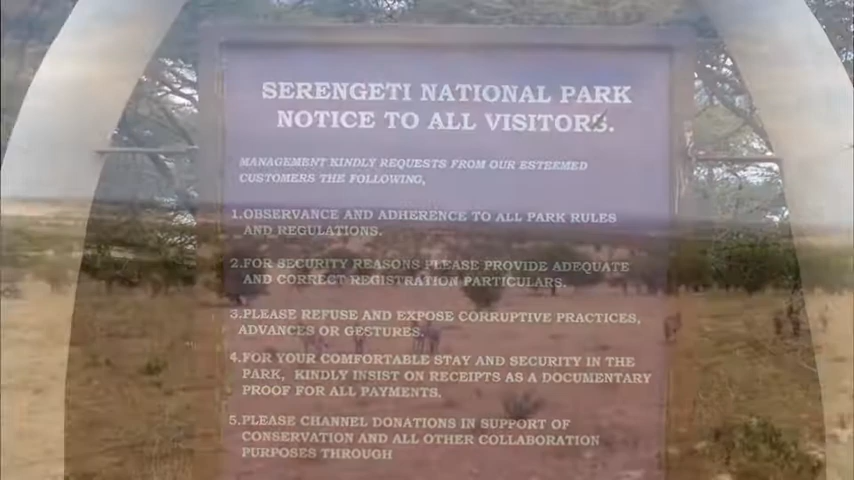 SERENGETI NATIONAL PARK
NOTICE TO ALL VISITORS.
MANAGEMENT KINDLY REQUESTS FROM OUR ESTEEMED
CUSTOMERS THE FOLLOWING,
1.OBSERVANCE AND ADHERENCE TO ALL PARK RULES
AND REGULATIONS.
2.FOR SECURITY REASONS PLEASE PROVIDE ADEQUATE
AND CORRECT REGISTRATION PARTICULARS.
3.PLEASE REFUSE AND EXPOSE CORRUPTIVE PRACTICES,
ADVANCES OR GESTURES.
4.FOR YOUR COMFORTABLE STAY AND SECURITY IN THE
PARK, KINDLY INSIST ON RECEIPTS AS A DOCUMENTARY
PROOF FOR ALL PAYMENTS.
5.PLEASE CHANNEL DONATIONS IN SUPPORT OF
CONSERVATION AND ALL OTHER COLLABORATION
PURPOSES THROUGH